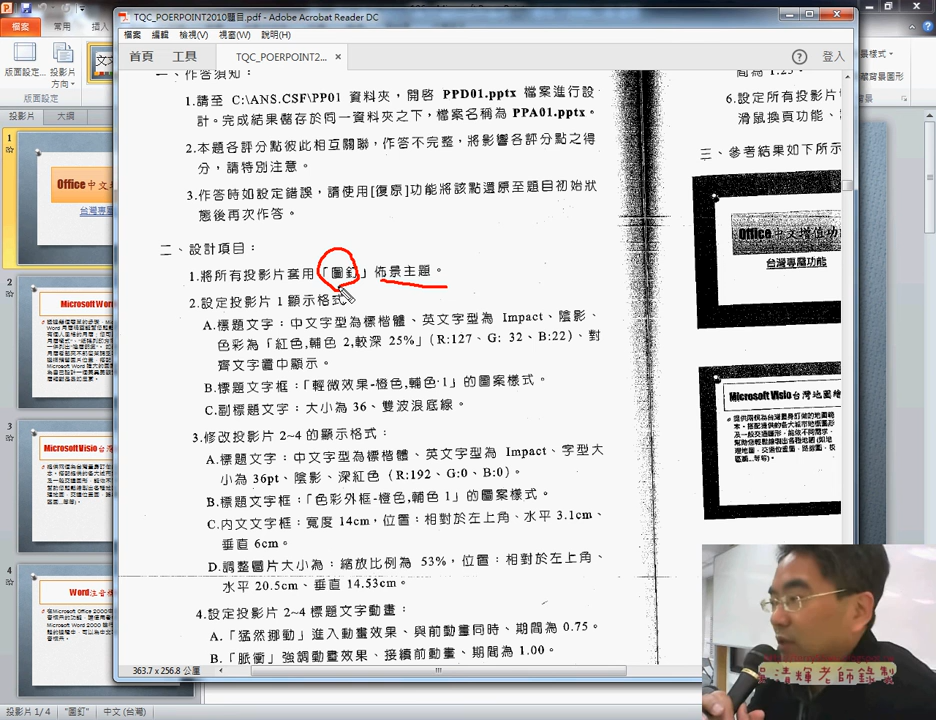 TQC_POERPOINT2010題目.pdf - Adobe Acrobat Reader DC
檔案 編輯 檢視(V) 視窗(W) 說明(H)
首頁 工具 TQC_POERPOINT2... × 登入
檔案 常用 插入
版面設定... 投影片方向
版面設定
投影片 大綱
一、作答須知：
1.請至 C:\ANS.CSF\PP01 資料夾，開啓 PPD01.pptx 檔案進行設
計。完成結果儲存於同一資料夾之下，檔案名稱為 PPA01.pptx。
2.本題各評分點彼此相互關聯，作答不完整，將影響各評分點之得
分，請特別注意。
3.作答時如設定錯誤，請使用[復原]功能將該點還原至題目初始狀
態後再次作答。
二、設計項目：
1.將所有投影片套用「圖釘」佈景主題。
2.設定投影片 1 顯示格式
A.標題文字：中文字型為標楷體、英文字型為 Impact、陰影、
色彩為「紅色,輔色 2,較深 25%」(R:127、G: 32、B:22)、對
齊文字置中顯示。
B.標題文字框：「輕微效果-橙色,輔色 1」的圖案樣式。
C.副標題文字：大小為 36、雙波浪底線。
3.修改投影片 2~4 的顯示格式：
A.標題文字：中文字型為標楷體、英文字型為 Impact、字型大
小為 36pt、陰影、深紅色 (R:192、G:0、B:0)。
B.標題文字框：「色彩外框-橙色,輔色 1」的圖案樣式。
C.內文文字框：寬度 14cm，位置：相對於左上角、水平 3.1cm、
垂直 6cm。
D.調整圖片大小為：縮放比例為 53%，位置：相對於左上角、
水平 20.5cm、垂直 14.53cm。
4.設定投影片 2~4 標題文字動畫：
A.「猛然挪動」進入動畫效果、與前動畫同時、期間為 0.75。
B.「脈衝」強調動畫效果、接續前動畫、期間為 1.00。
間為 1.25。
6.設定所有投影片
滑鼠換頁功能、
三、參考結果如下所示
Office中文增值功
台灣專屬功能
Microsoft Visio 台灣地圖
1
Office 中文
台灣專
2
Microsoft Wor
3
Microsoft Visio 台
4
Word注音
景樣式
背景圖形
363.7 x 256.8 公釐
投影片 1/4 "圖釘" 中文 (台灣)
吳清輝老師錄製